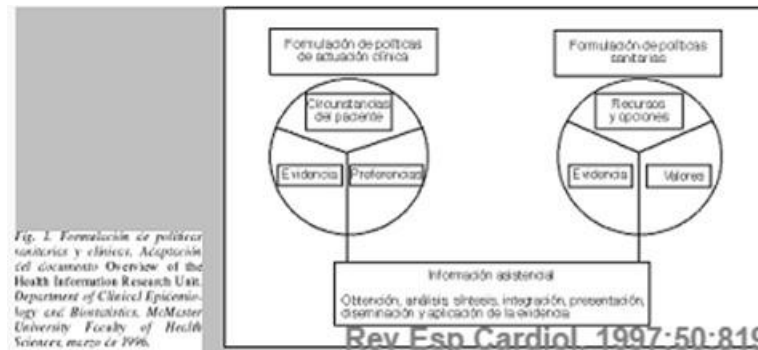 Formulación de políticas
de actuación clínica
Circunstancias
del paciente
Evidencia
Preferencias
Formulación de políticas
sanitarias
Recursos
y opciones
Evidencia
Valores
Información asistencial
Obtención, análisis, síntesis, integración, presentación,
diseminación y aplicación de la evidencia
Fig. 1. Formulación de políticas
sanitarias y clínicas. Adaptación
del documento Overview of the
Health Information Research Unit.
Department of Clinical Epidemio-
logy and Biostatistics, McMaster
University Faculty of Health
Sciences, marzo de 1996.
Rev Esp Cardiol. 1997;50:819